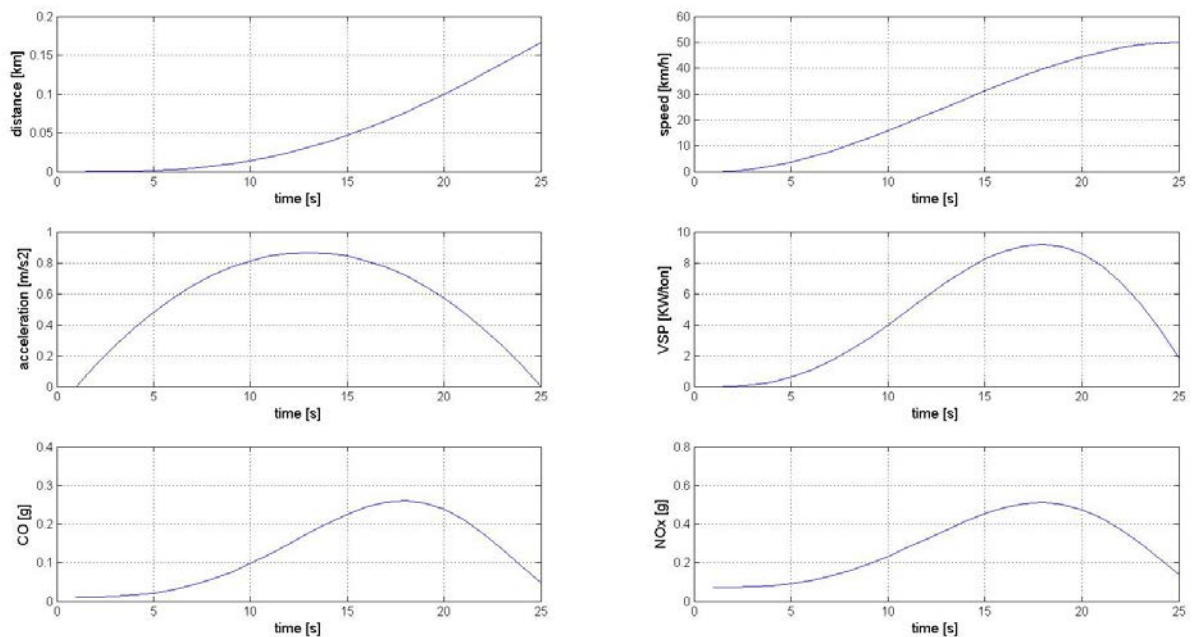 distance [km]
0.2
0.15
0.1
0.05
0
0 5 10 15 20 25
time [s]
speed [km/h]
60
50
40
30
20
10
0
0 5 10 15 20 25
time [s]
acceleration [m/s2]
1
0.8
0.6
0.4
0.2
0
0 5 10 15 20 25
time [s]
VSP [KW/ton]
10
8
6
4
2
0
0 5 10 15 20 25
time [s]
CO [g]
0.4
0.3
0.2
0.1
0
0 5 10 15 20 25
time [s]
NOx [g]
0.8
0.6
0.4
0.2
0
0 5 10 15 20 25
time [s]